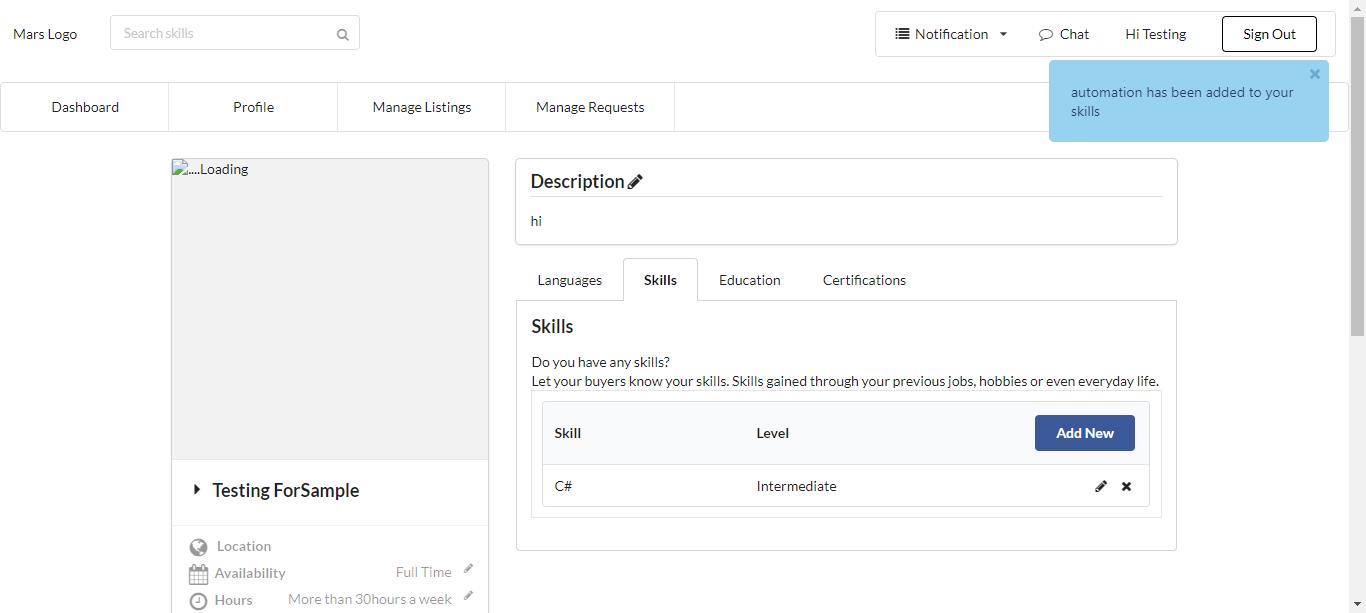 Mars Logo
Search skills
Notification
Chat
Hi Testing
Sign Out
automation has been added to your
skills
Dashboard
Profile
Manage Listings
Manage Requests
....Loading
Description
hi
Languages
Skills
Education
Certifications
Skills
Do you have any skills?
Let your buyers know your skills. Skills gained through your previous jobs, hobbies or even everyday life.
Skill Level Add New
C# Intermediate
Testing ForSample
Location
Availability Full Time
Hours More than 30hours a week